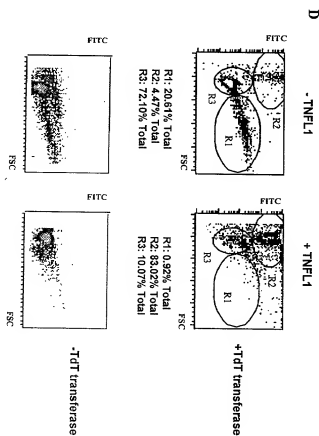 D
- TNFL1
+ TNFL1
FITC
R1
R2
R3
FSC
FITC
R1
R2
R3
FSC
+TdT transferase
R1: 20.61% Total
R2: 4.47% Total
R3: 72.10% Total
R1: 0.92% Total
R2: 83.02% Total
R3: 10.07% Total
FITC
FSC
FITC
FSC
-TdT transferase